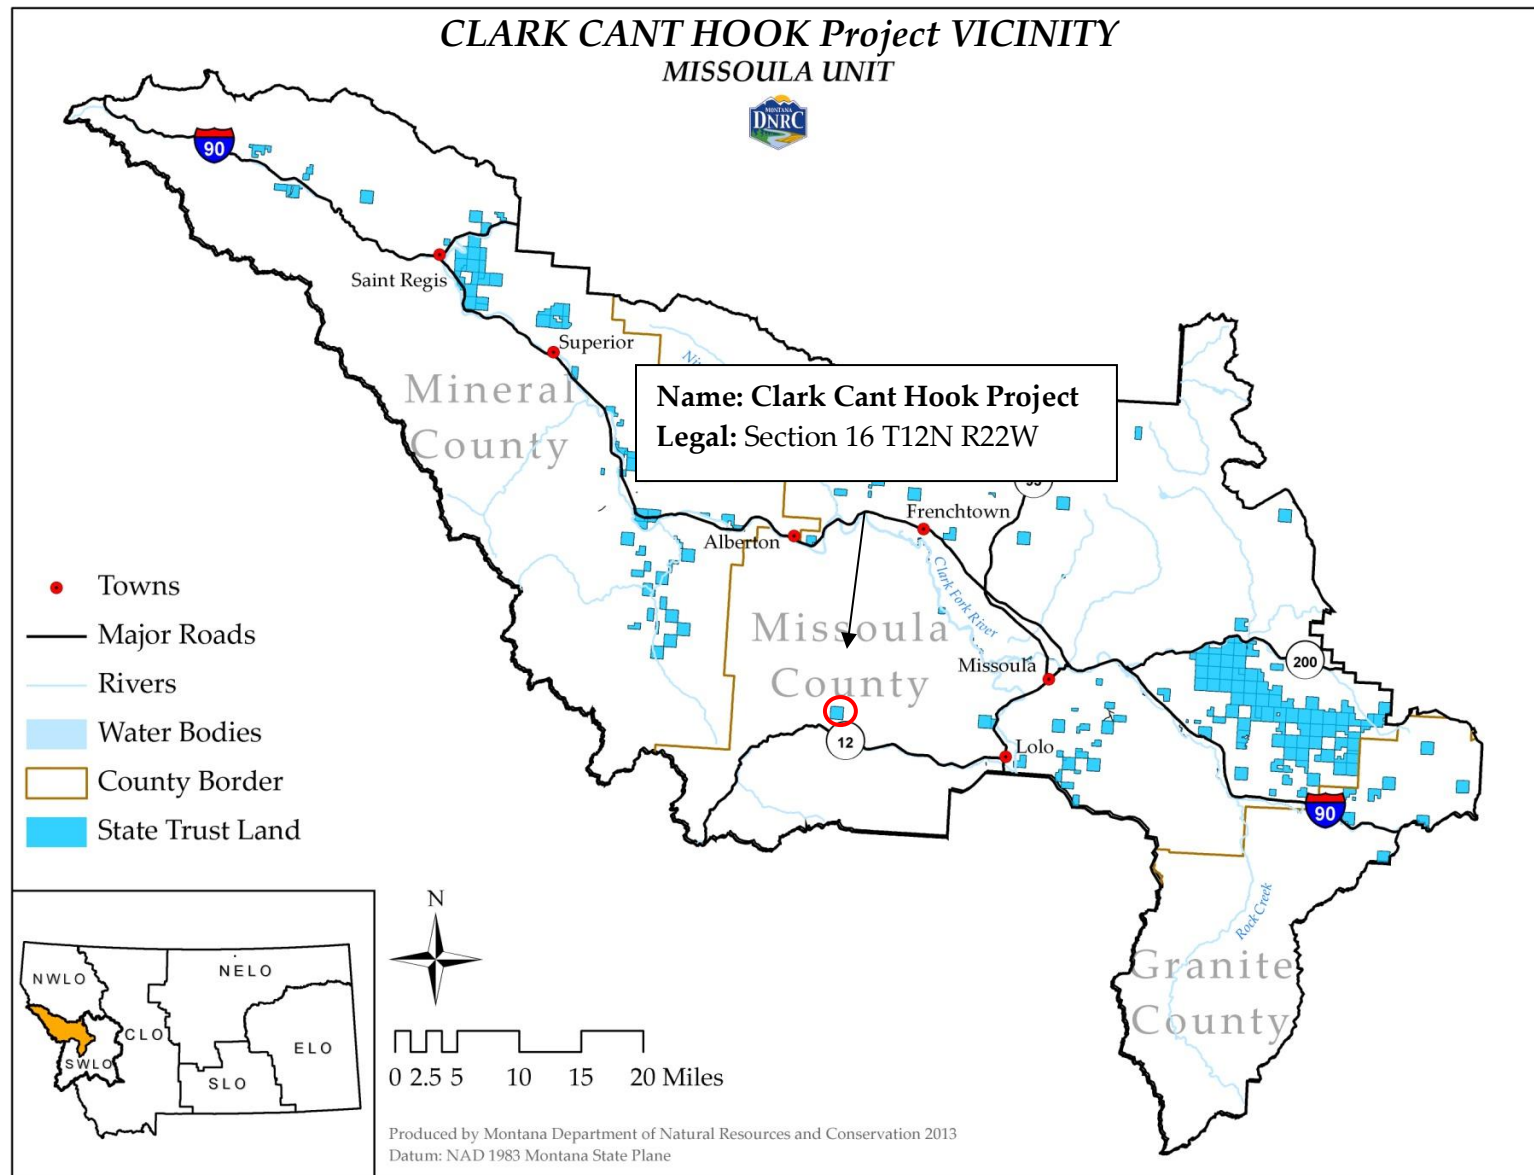 CLARK CANT HOOK Project VICINITY
MISSOULA UNIT
MONTANA
DNRC
90
Saint Regis
Superior
Mineral
County
Name: Clark Cant Hook Project
Legal: Section 16 T12N R22W
Frenchtown
Alberton
Clark Fork River
Missoula
County
Missoula
200
12
Lolo
90
Rock Creek
Granite
County
Towns
Major Roads
Rivers
Water Bodies
County Border
State Trust Land
N
NWLO
NELO
CLO
SWLO
ELO
SLO
0 2.5 5 10 15 20 Miles
Produced by Montana Department of Natural Resources and Conservation 2013
Datum: NAD 1983 Montana State Plane